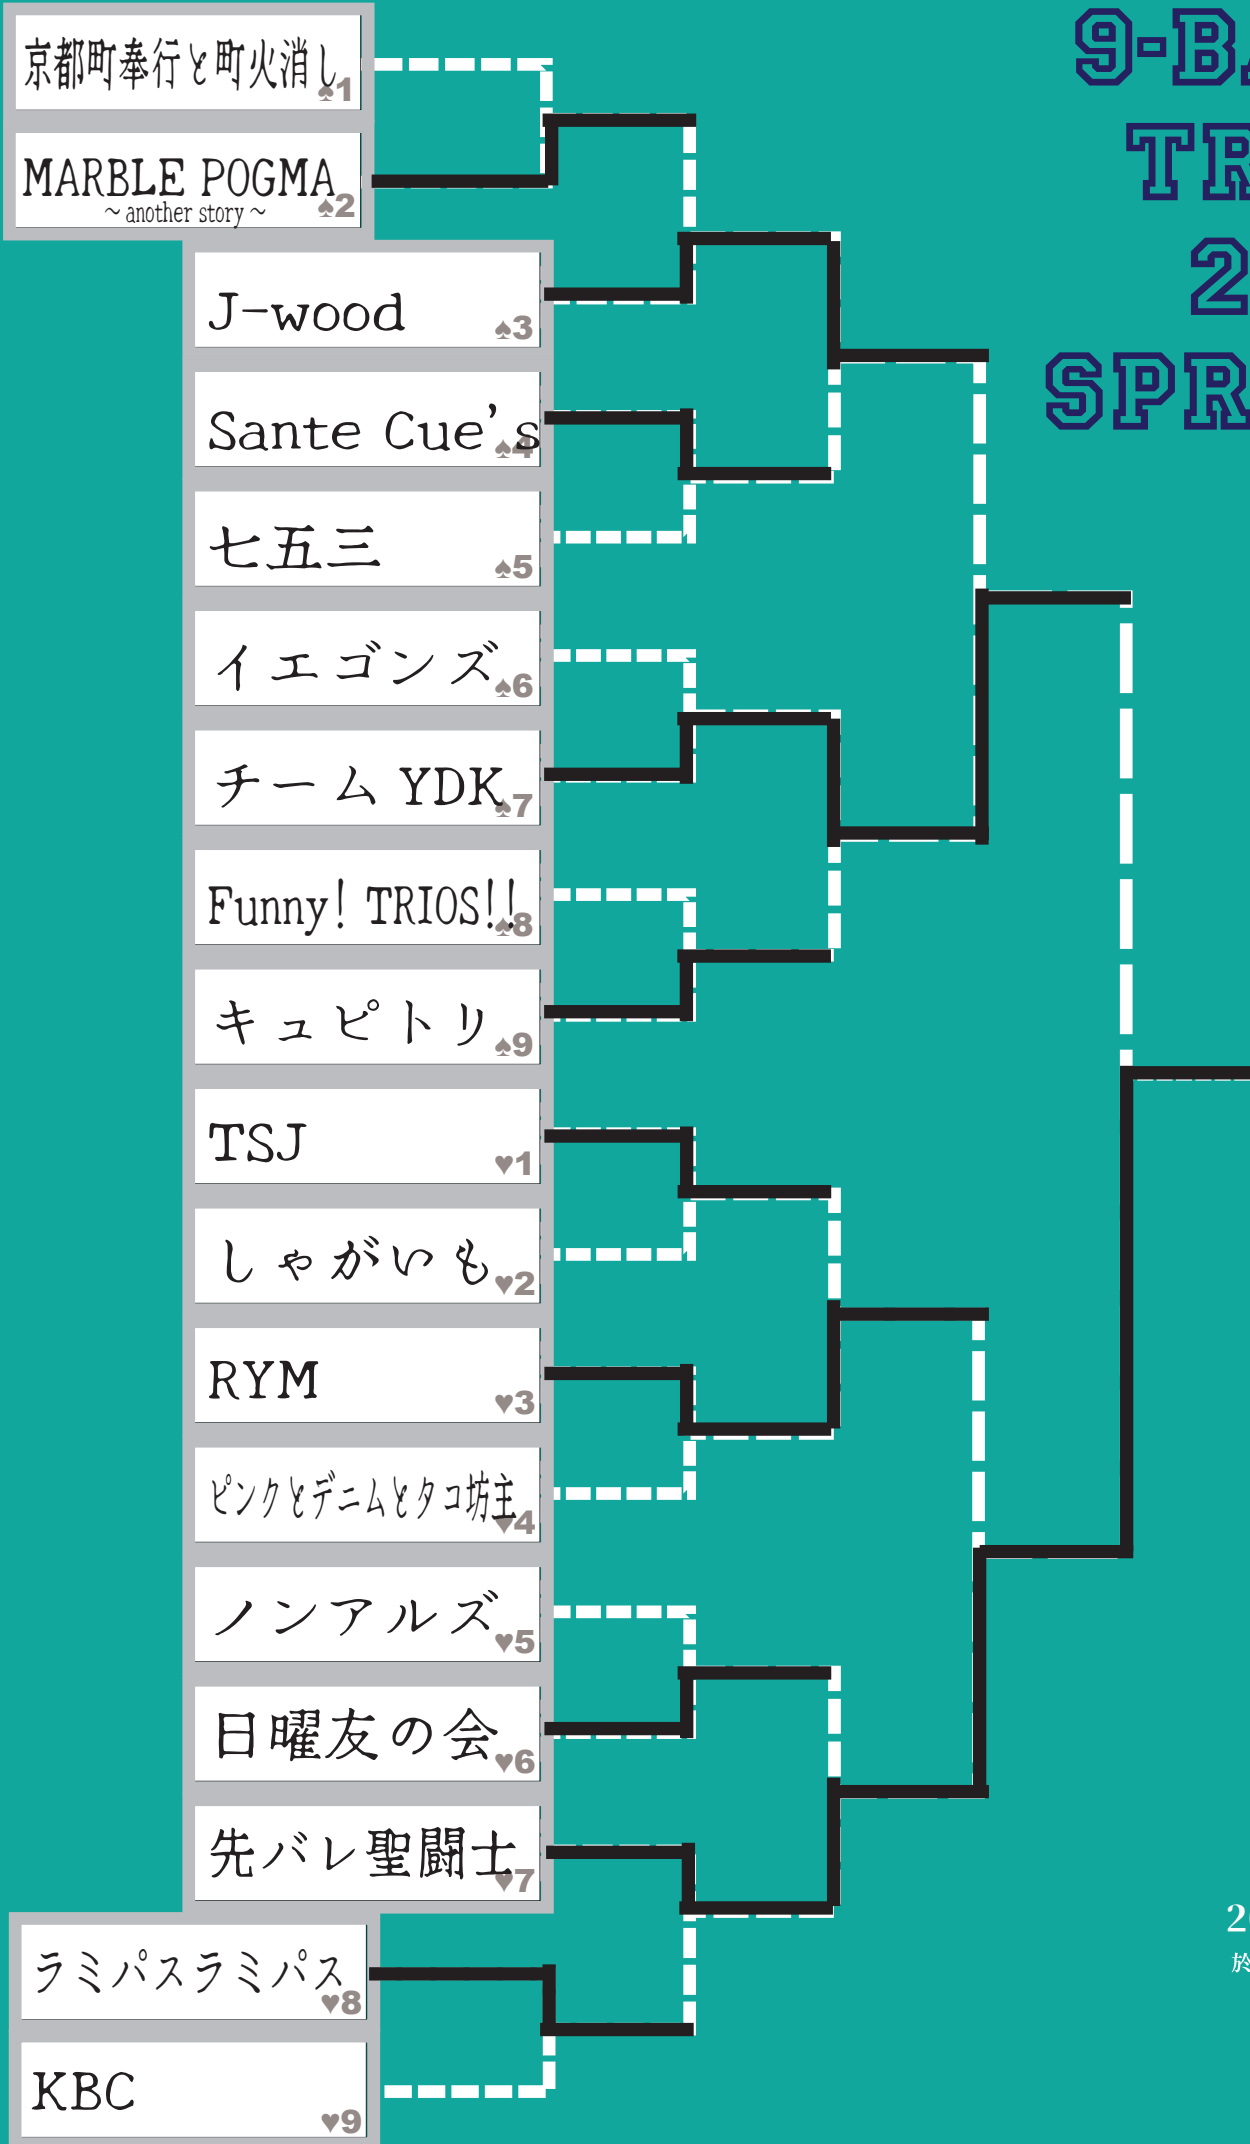 京都町奉行と町火消し
♠1
MARBLE POGMA
～another story～
♠2
J-wood
♠3
Sante Cue's
♠4
七五三
♠5
イエゴンズ
♠6
チームYDK
♠7
Funny! TRIOS!!
♠8
キュピトリ
♠9
TSJ
♥1
しゃがいも
♥2
RYM
♥3
ピンクとデニムとタコ坊主
♥4
ノンアルズ
♥5
日曜友の会
♥6
先バレ聖闘士
♥7
ラミパスラミパス
♥8
KBC
♥9
9-B
TR
2
SPR
2
於